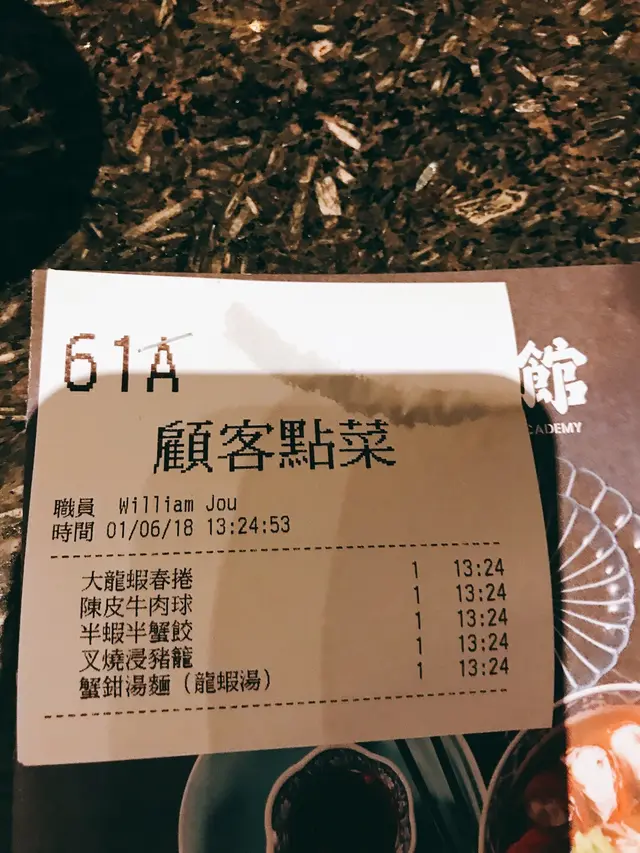 61A
顧客點菜
職員 William Jou
時間 01/06/18 13:24:53
大龍蝦春捲 1 13:24
陳皮牛肉球 1 13:24
半蝦半蟹餃 1 13:24
叉燒浸豬籠 1 13:24
蟹鉗湯麵（龍蝦湯） 1 13:24
館
CADEMY